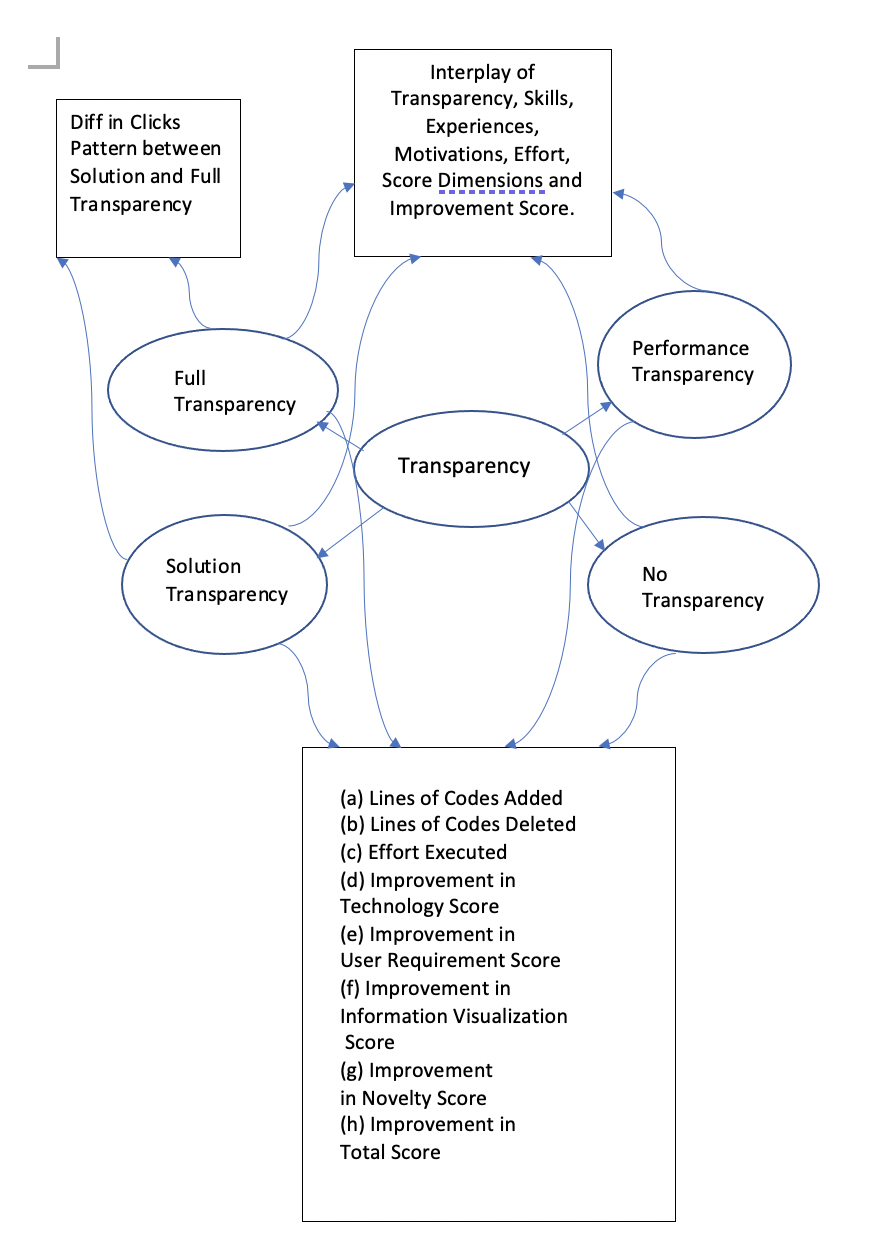 Interplay of
Transparency, Skills,
Experiences,
Motivations, Effort,
Score Dimensions and
Improvement Score.
Diff in Clicks
Pattern between
Solution and Full
Transparency
Performance
Transparency
Full
Transparency
Transparency
Solution
Transparency
No
Transparency
(a) Lines of Codes Added
(b) Lines of Codes Deleted
(c) Effort Executed
(d) Improvement in
Technology Score
(e) Improvement in
User Requirement Score
(f) Improvement in
Information Visualization
Score
(g) Improvement
in Novelty Score
(h) Improvement in
Total Score